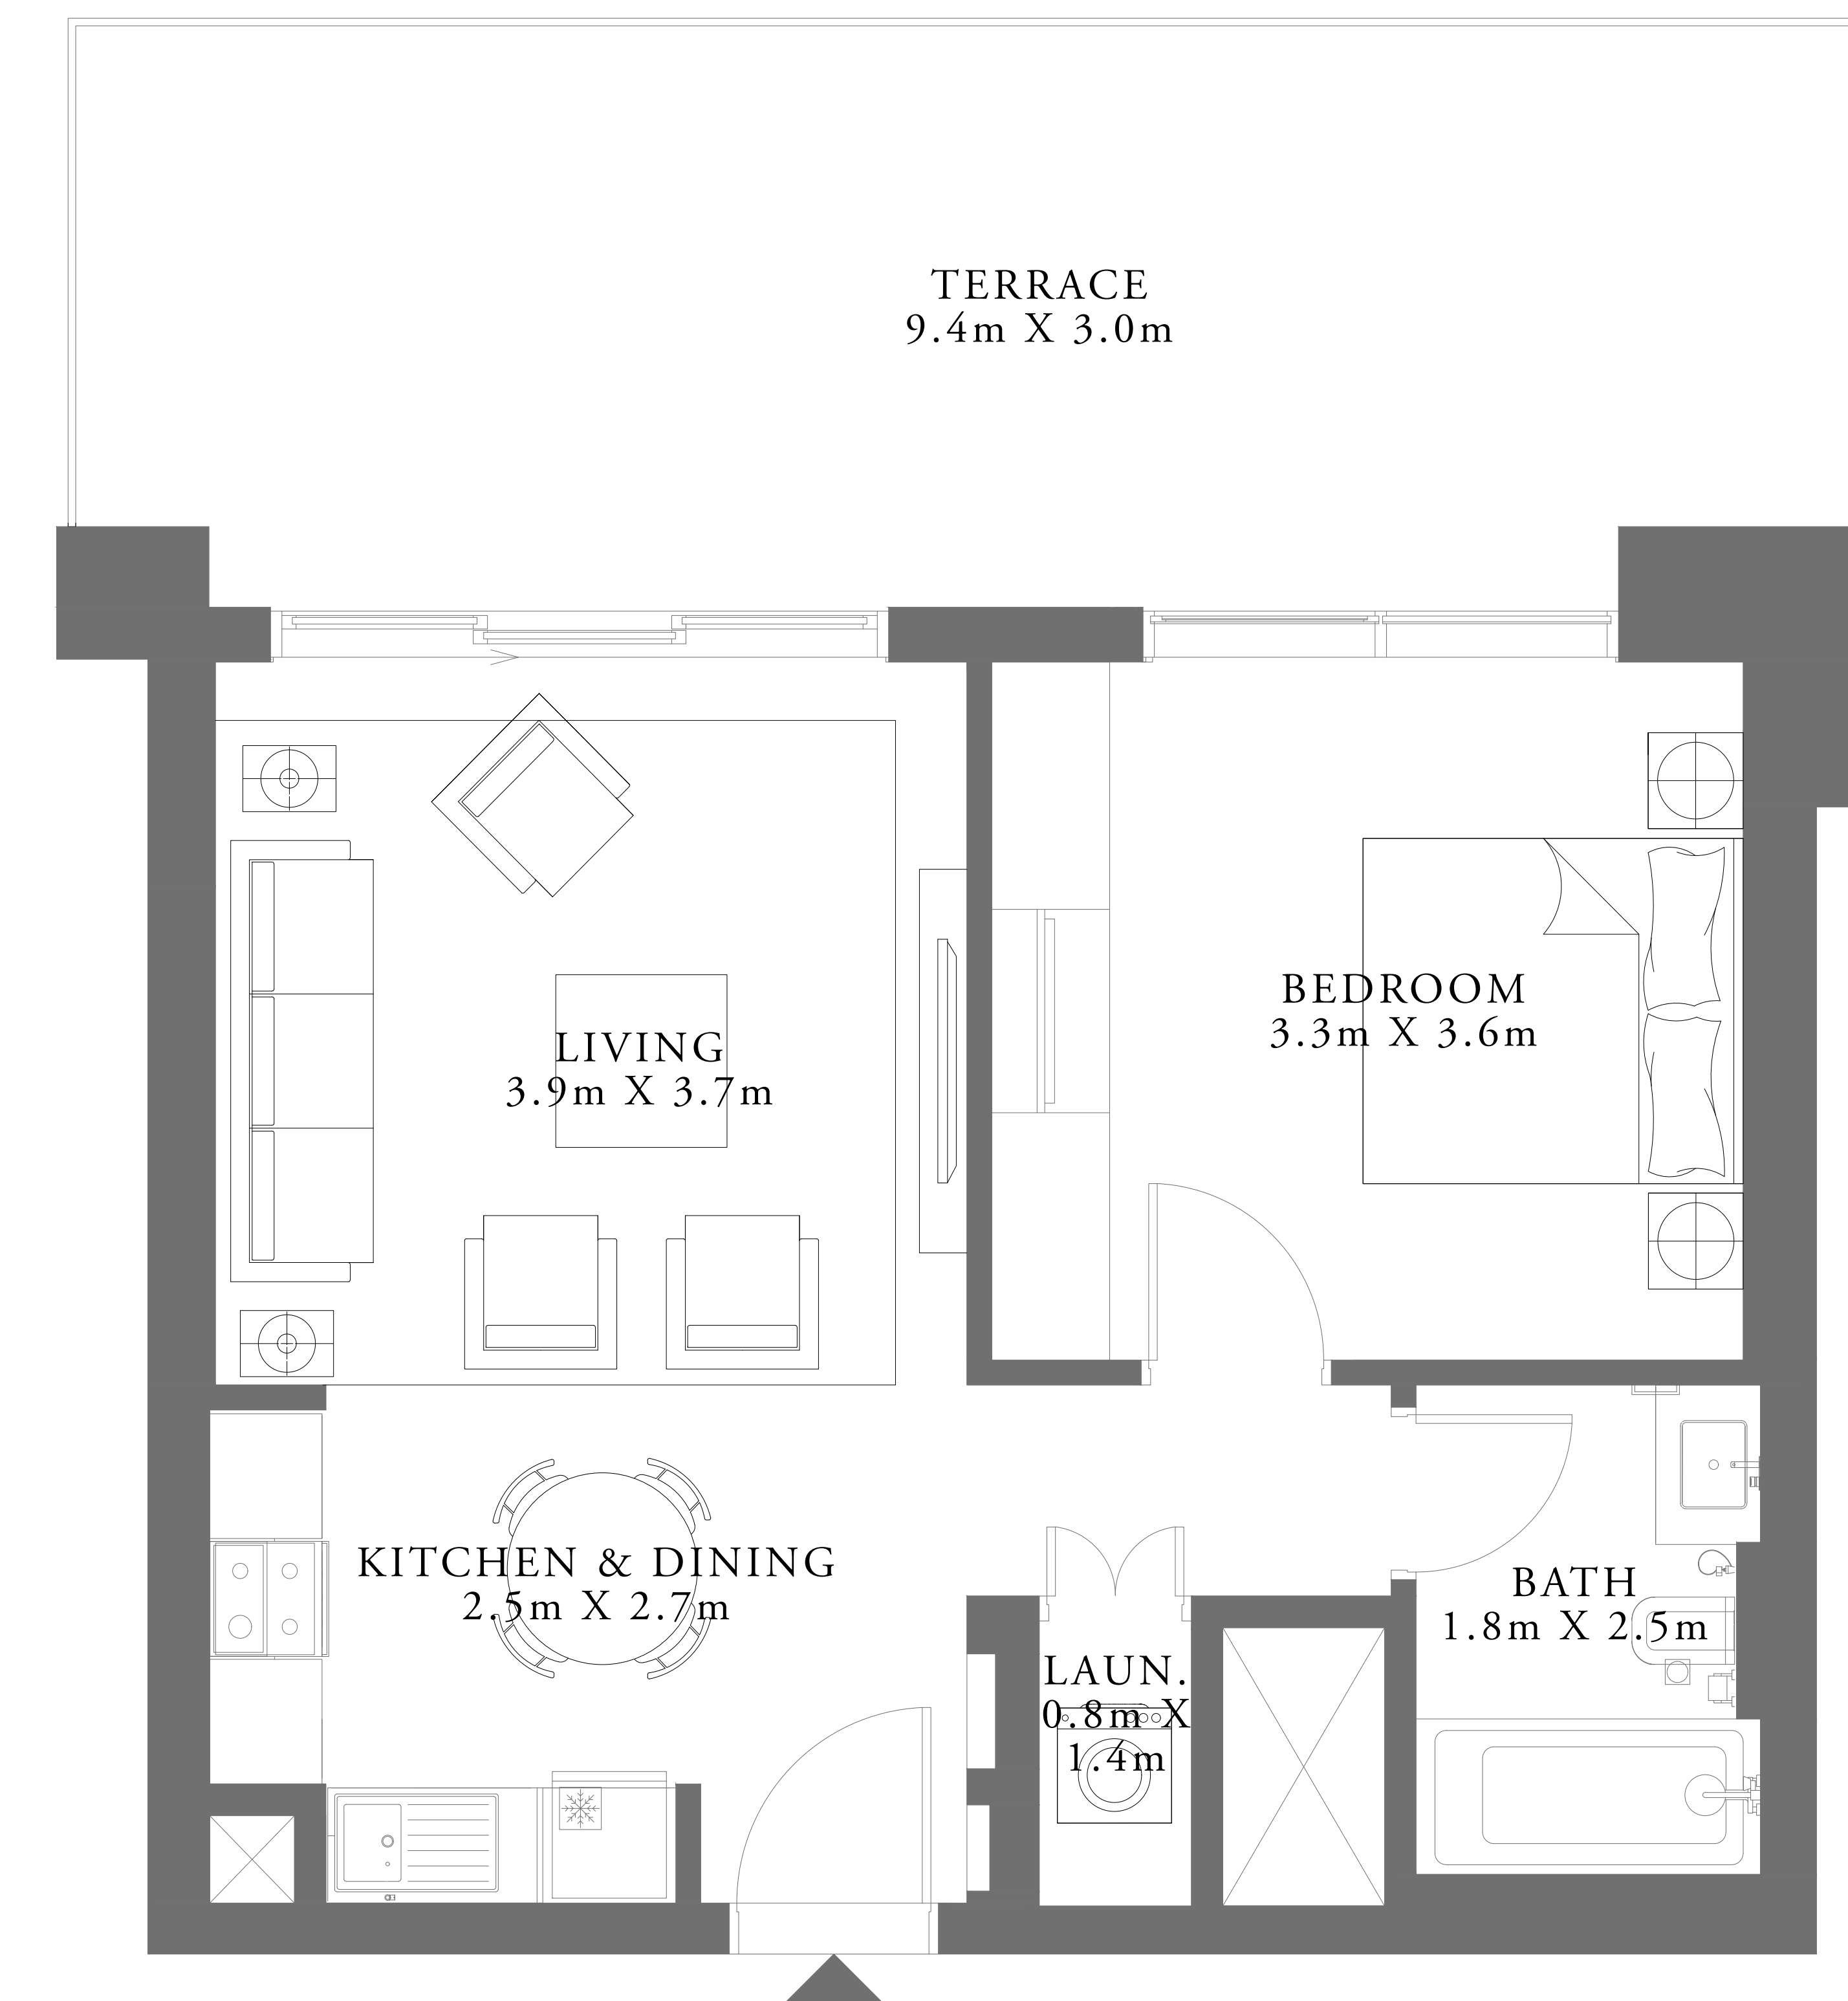 TERRACE
9.4m X 3.0m
BEDROOM
3.3m X 3.6m
LIVING
3.9m X 3.7m
KITCHEN & DINING
2.5m X 2.7m
BATH
1.8m X 2.5m
LAUN.
0.8m X
1.4m